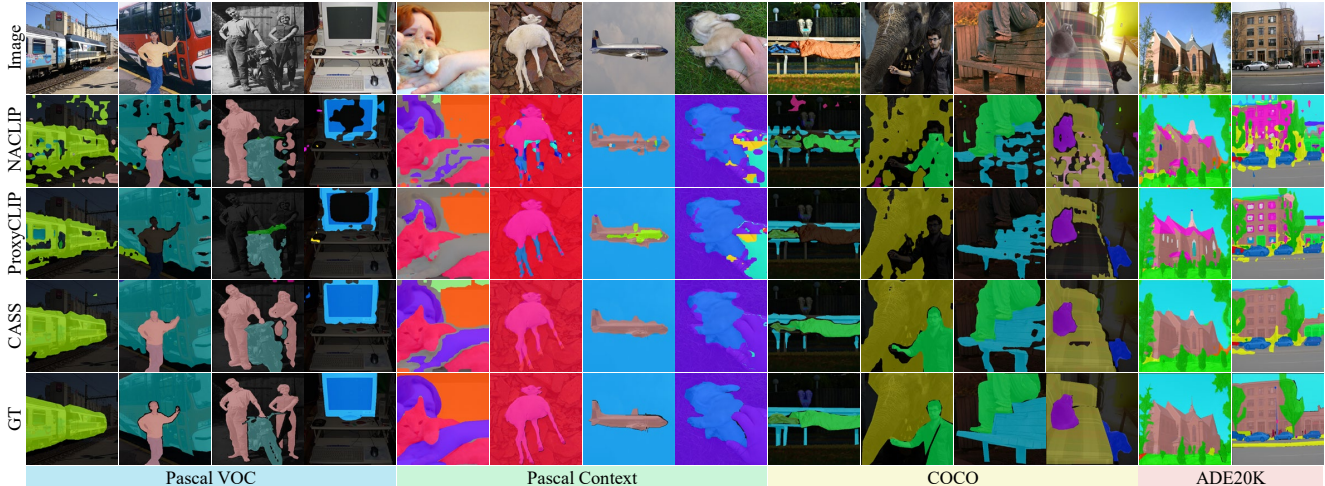 Image
NACLIP
ProxyCLIP
CASS
GT
Pascal VOC
Pascal Context
COCO
ADE20K